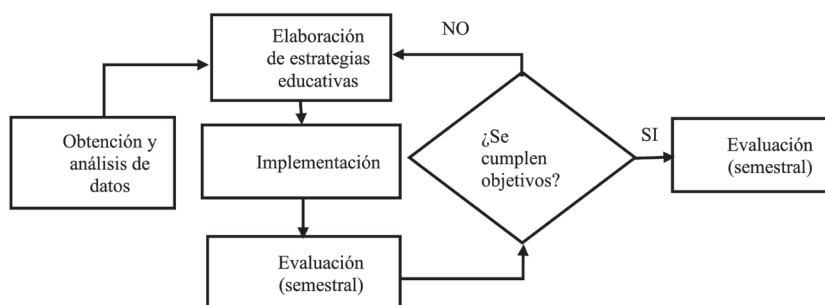 Obtención y
análisis de
datos
Elaboración
de estrategias
educativas
Implementación
Evaluación
(semestral)
¿Se
cumplen
objetivos?
NO
SI
Evaluación
(semestral)